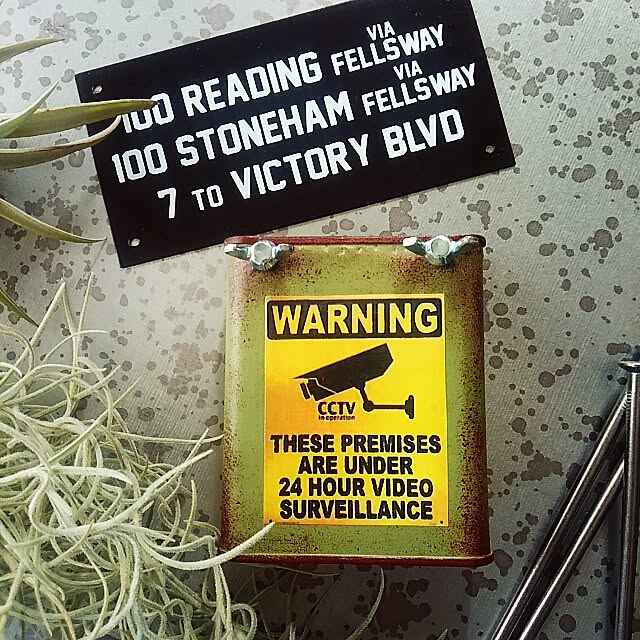 100 READING VIA FELLSWAY
100 STONEHAM VIA FELLSWAY
7 TO VICTORY BLVD
WARNING
CCTV
in operation
THESE PREMISES
ARE UNDER
24 HOUR VIDEO
SURVEILLANCE